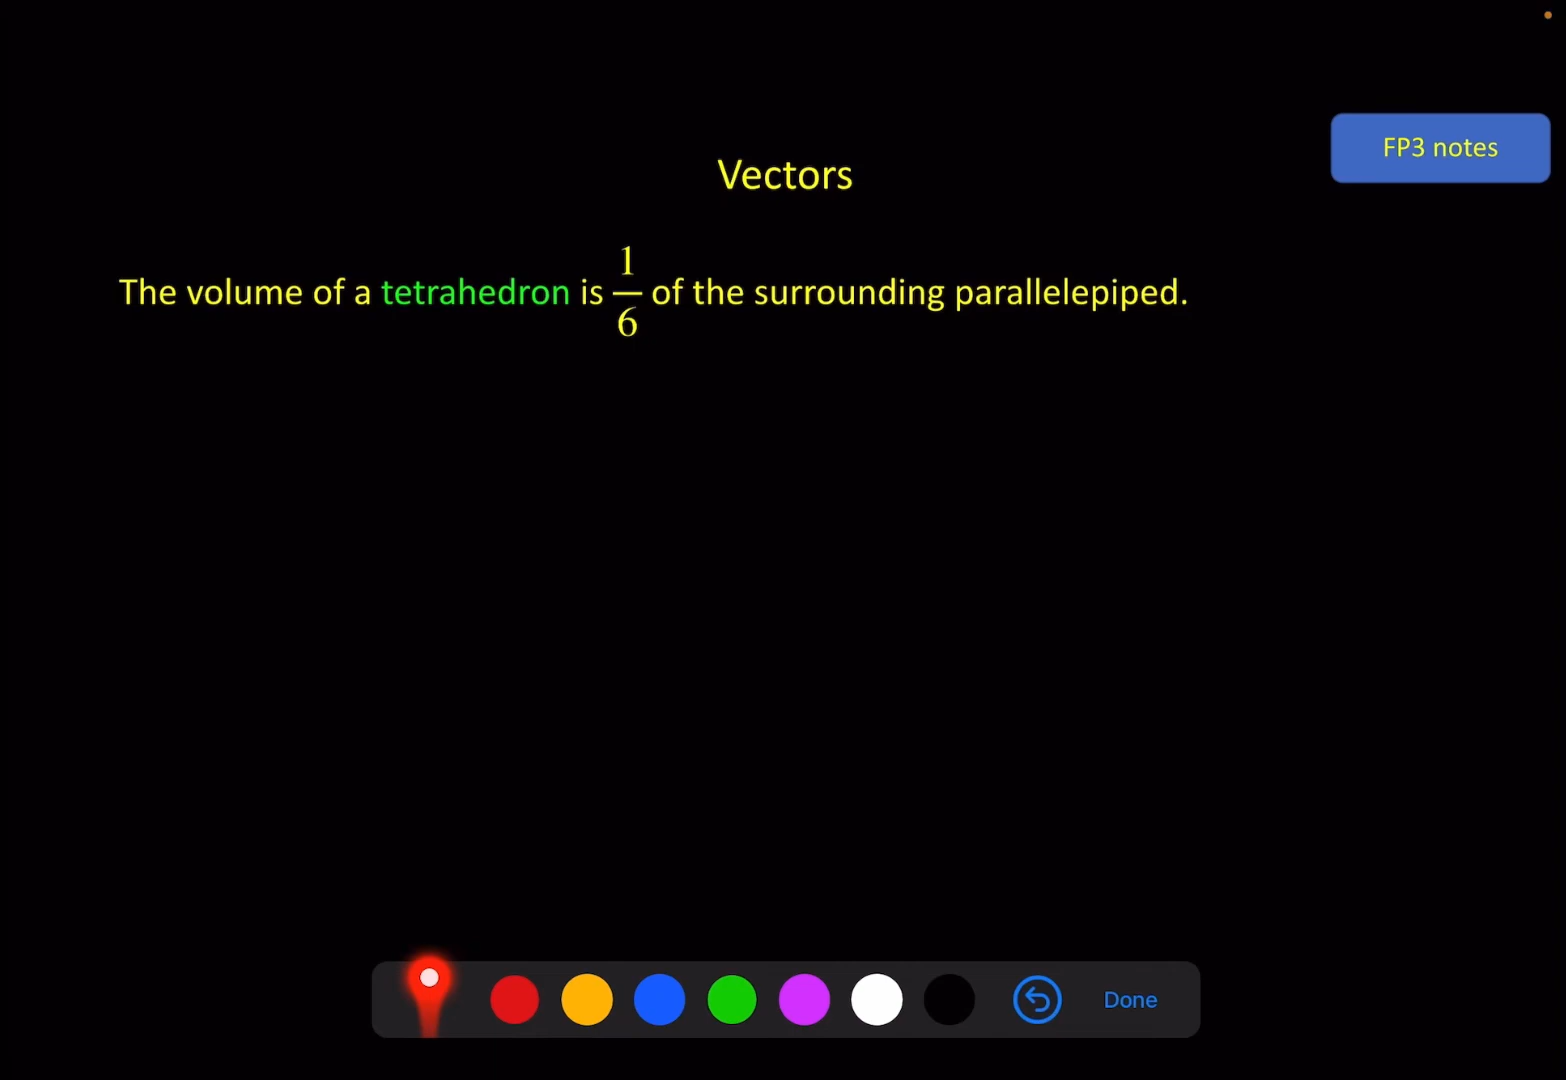 FP3 notes
Vectors
The volume of a tetrahedron is 1/6 of the surrounding parallelepiped.
Done